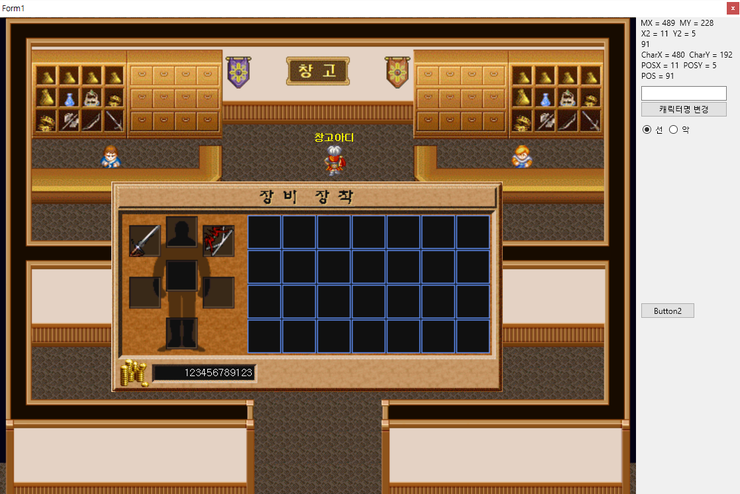 Form1
x
MX = 489 MY = 228
X2 = 11 Y2 = 5
91
CharX = 480 CharY = 192
POSX = 11 POSY = 5
POS = 91
캐릭터명 변경
선 악
Button2
창고
참고아디
장비 장착
123456789123